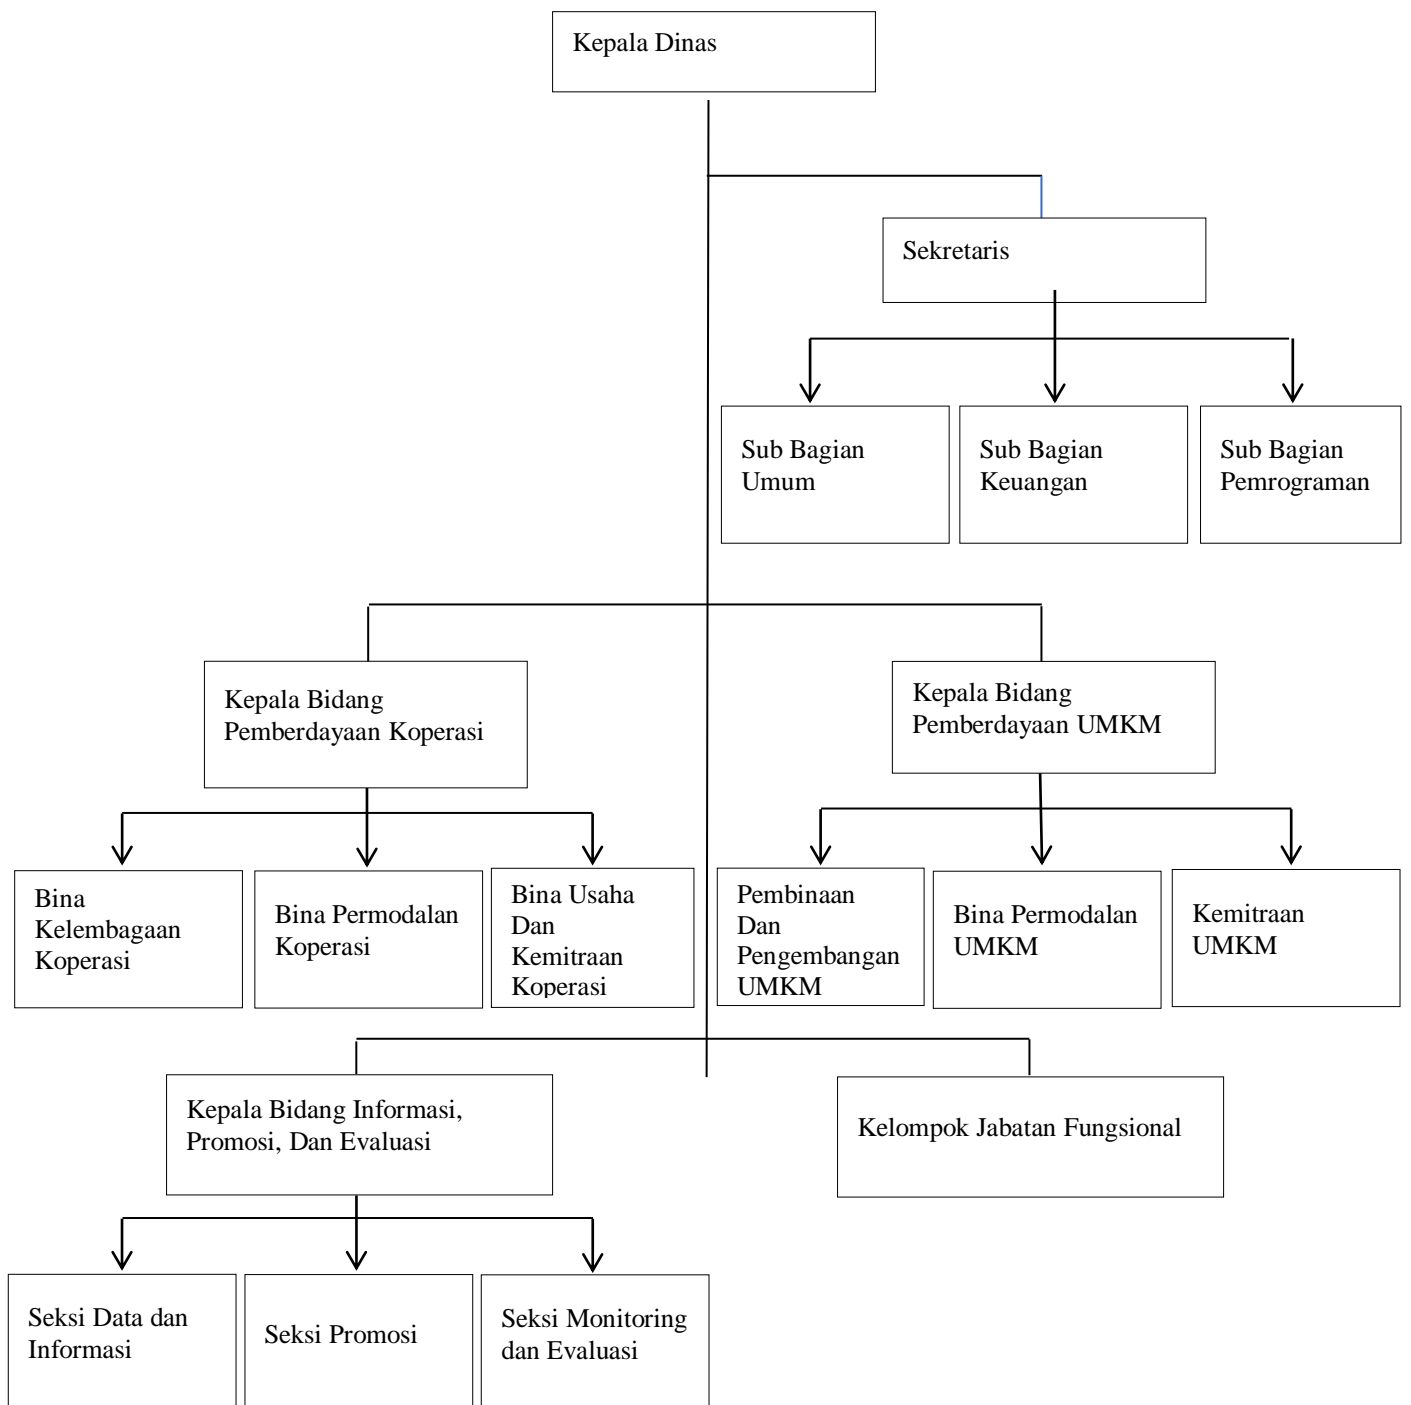 Kepala Dinas
Sekretaris
Sub Bagian
Umum
Sub Bagian
Keuangan
Sub Bagian
Pemrograman
Kepala Bidang
Pemberdayaan Koperasi
Kepala Bidang
Pemberdayaan UMKM
Bina
Kelembagaan
Koperasi
Bina Permodalan
Koperasi
Bina Usaha
Dan
Kemitraan
Koperasi
Pembinaan
Dan
Pengembangan
UMKM
Bina Permodalan
UMKM
Kemitraan
UMKM
Kepala Bidang Informasi,
Promosi, Dan Evaluasi
Kelompok Jabatan Fungsional
Seksi Data dan
Informasi
Seksi Promosi
Seksi Monitoring
dan Evaluasi